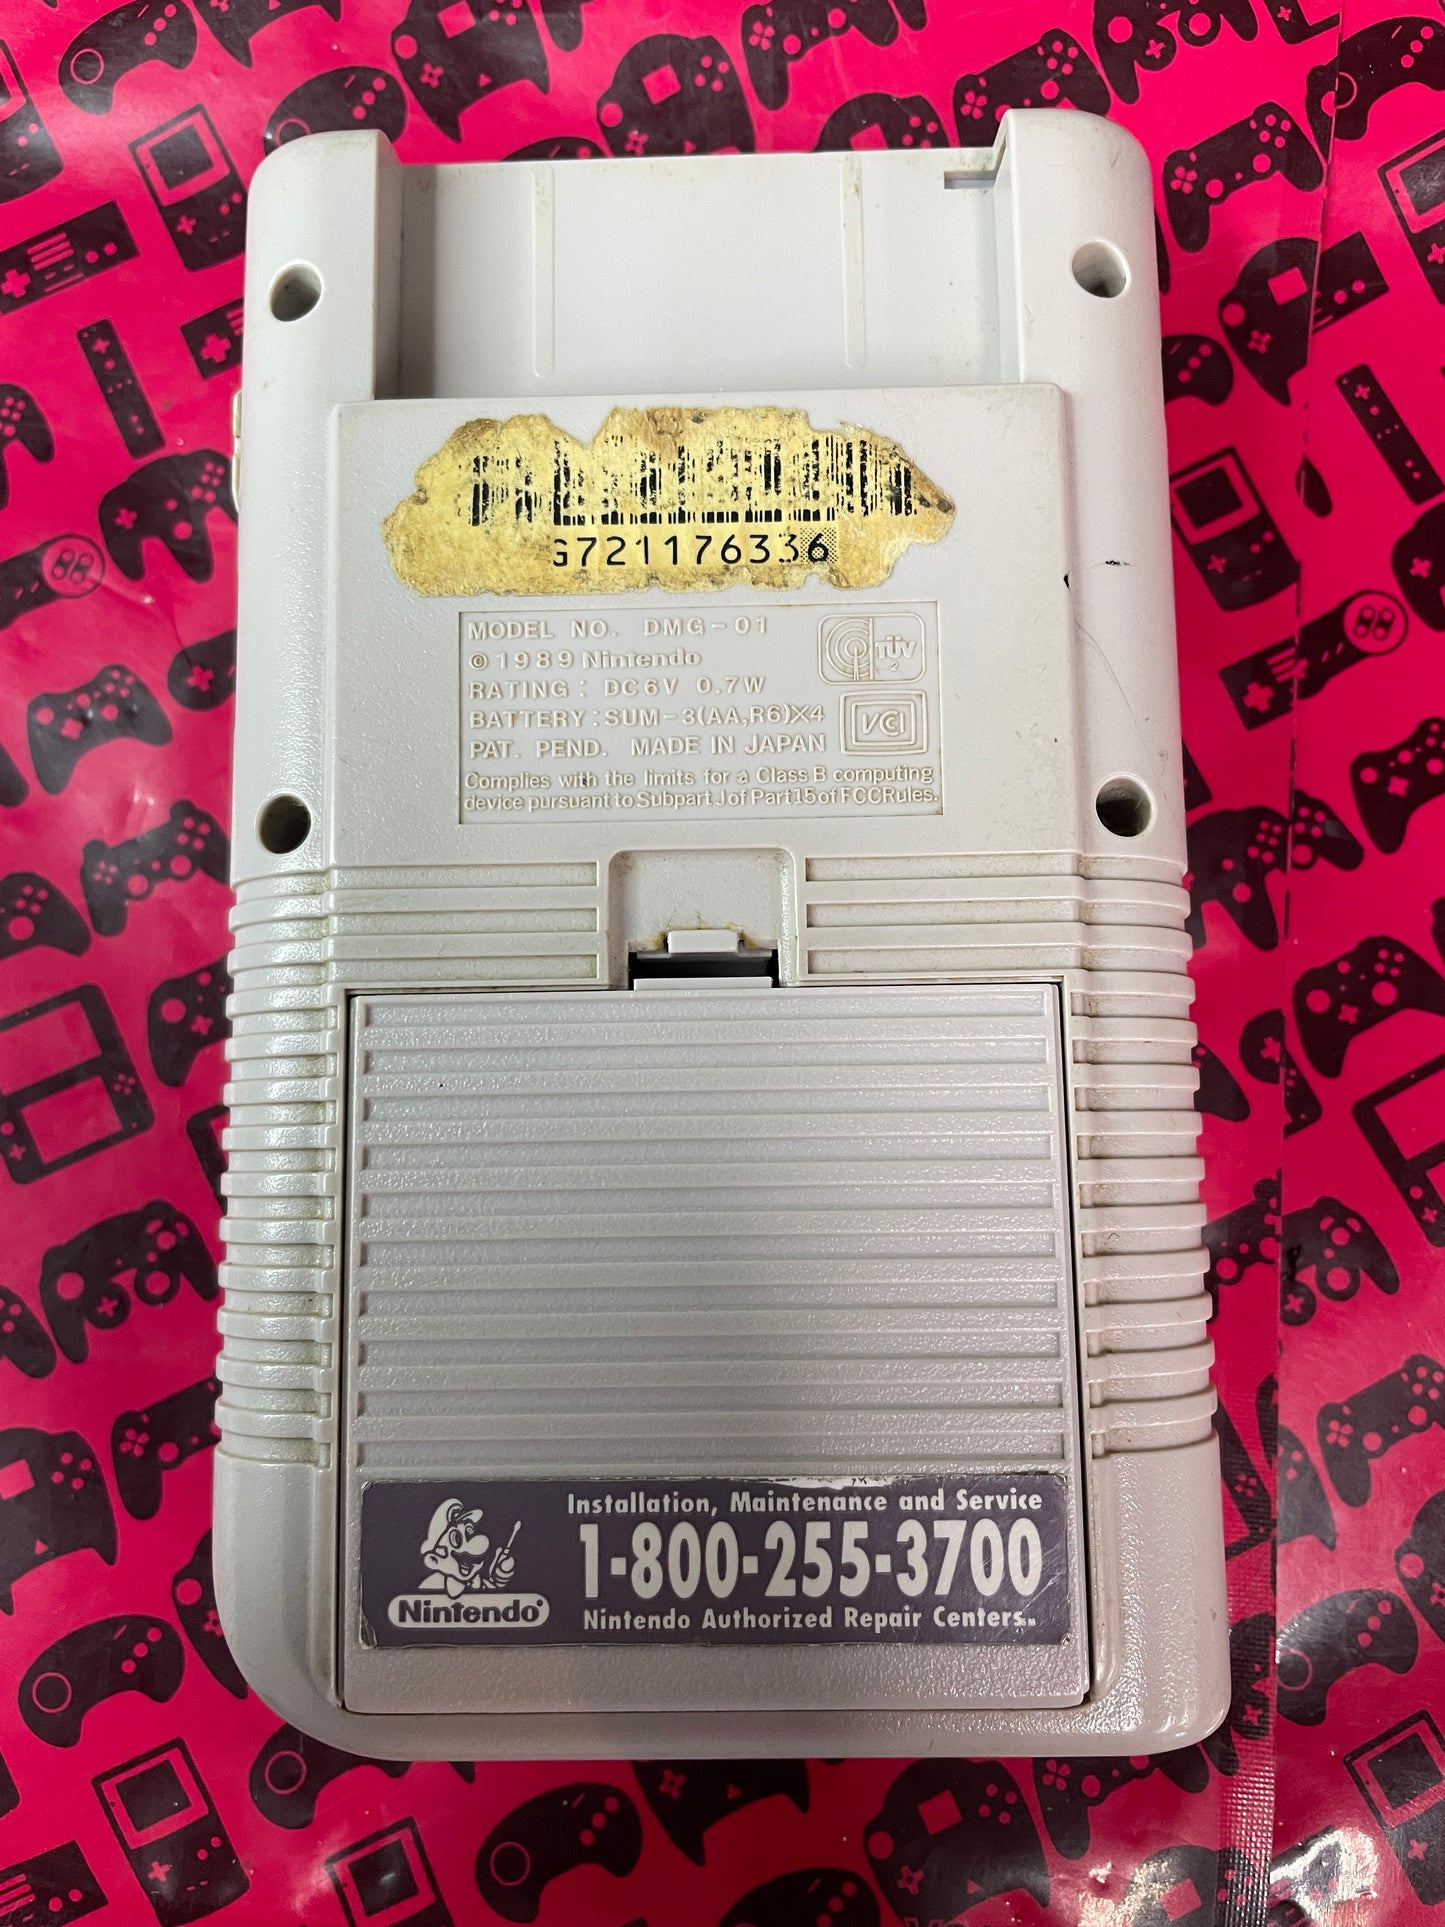 G721176336
MODEL NO. DMG-01
© 1989 Nintendo
RATING : DC6V 0.7W
BATTERY : SUM-3(AA,R6)X4
PAT. PEND. MADE IN JAPAN
TÜV
2
VCI
Complies with the limits for a Class B computing
device pursuant to Subpart J of Part 15 of FCC Rules.
Installation, Maintenance and Service
1-800-255-3700
Nintendo Authorized Repair Centers
Nintendo®